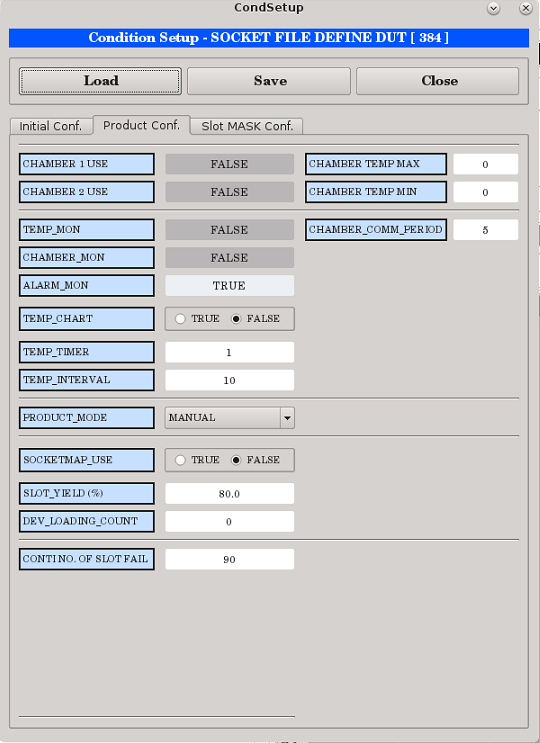 CondSetup
Condition Setup - SOCKET FILE DEFINE DUT [ 384 ]
Load Save Close
Initial Conf. Product Conf. Slot MASK Conf.
CHAMBER 1 USE FALSE CHAMBER TEMP MAX 0
CHAMBER 2 USE FALSE CHAMBER TEMP MIN 0
TEMP_MON FALSE CHAMBER_COMM_PERIOD 5
CHAMBER_MON FALSE
ALARM_MON TRUE
TEMP_CHART TRUE FALSE
TEMP_TIMER 1
TEMP_INTERVAL 10
PRODUCT_MODE MANUAL
SOCKETMAP_USE TRUE FALSE
SLOT_YIELD (%) 80.0
DEV_LOADING_COUNT 0
CONTI NO. OF SLOT FAIL 90